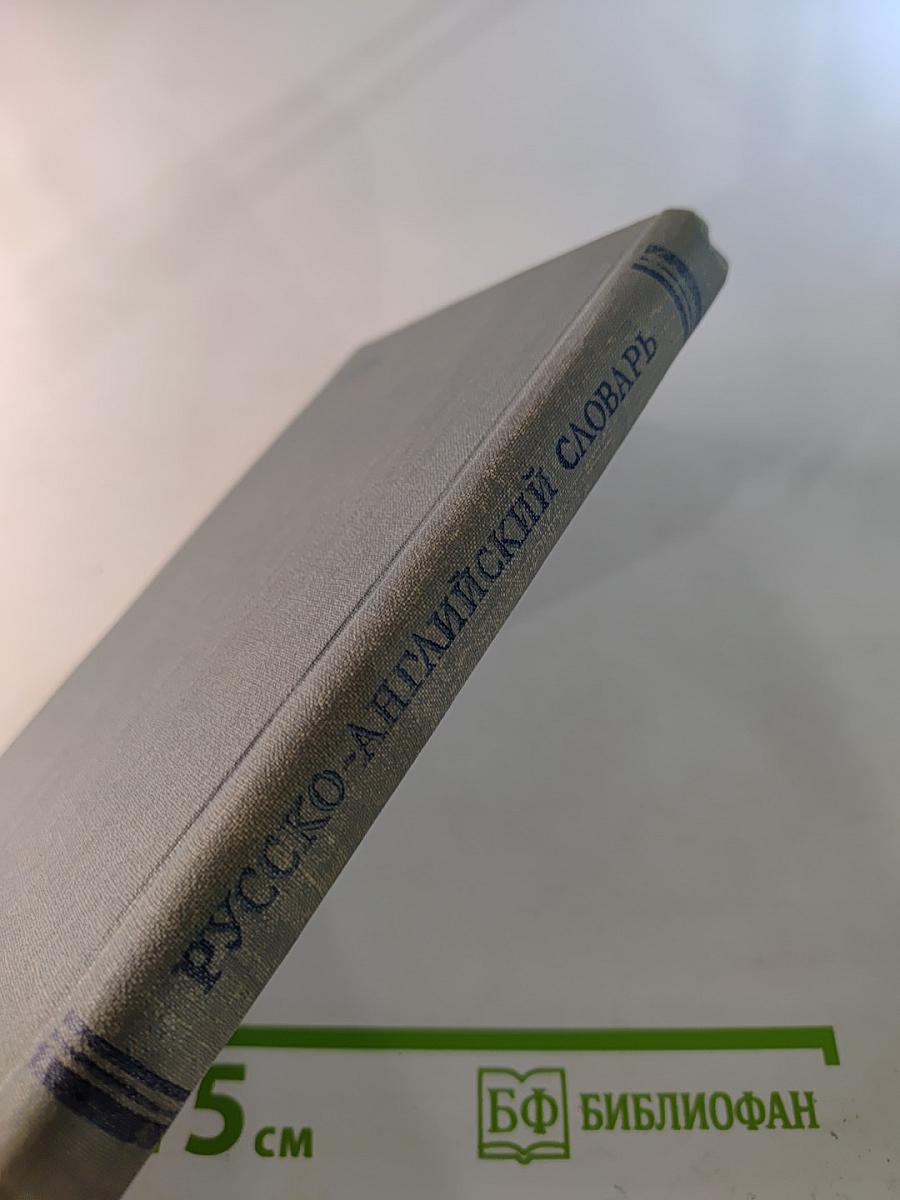 РУССКО-АНГЛИЙСКИЙ СЛОВАРЬ
5 см
БФ БИБЛИОФАН